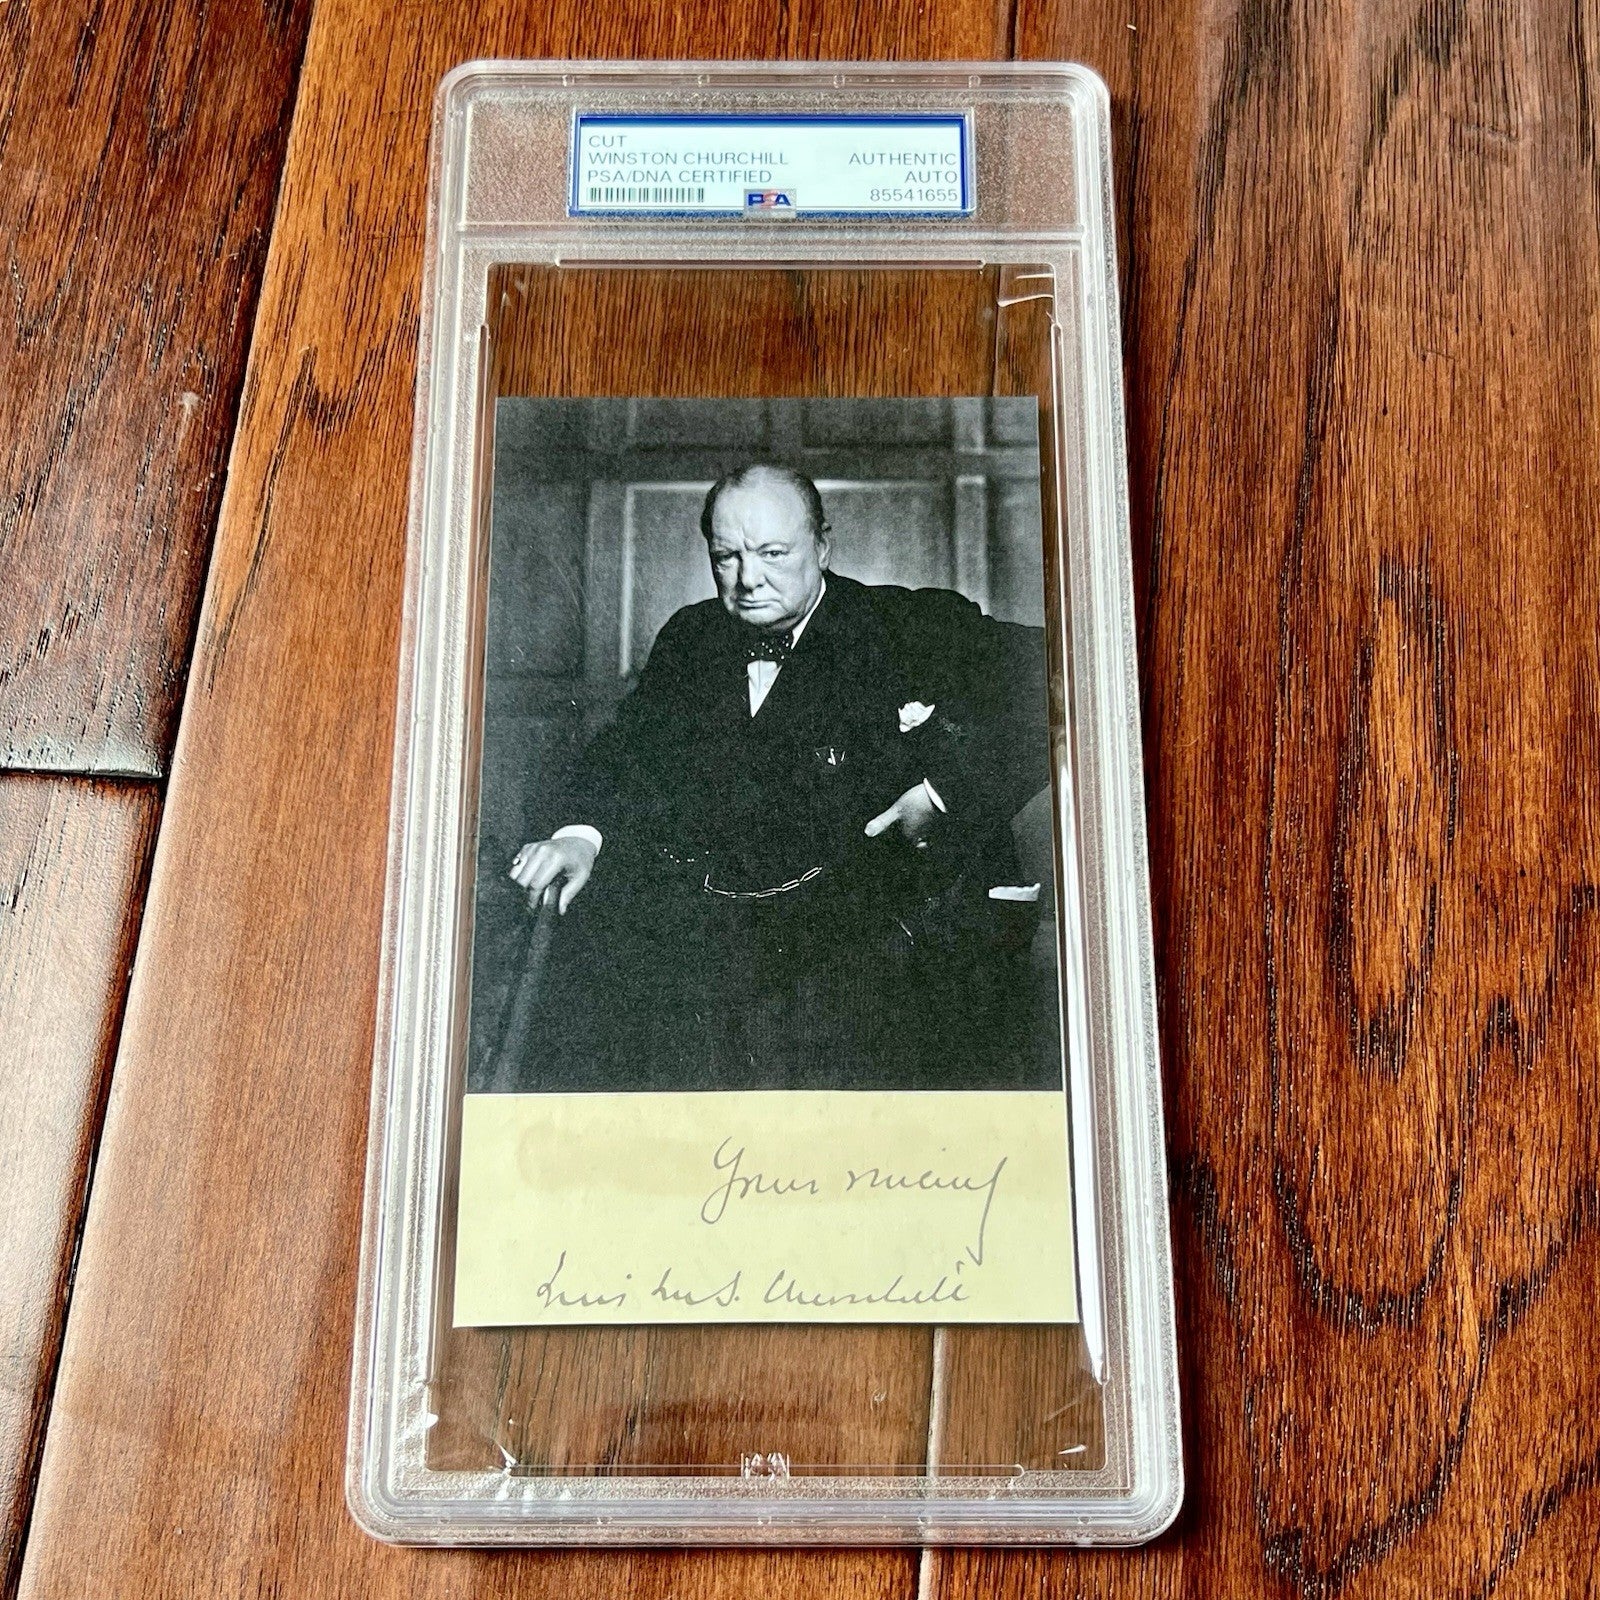 CUT
WINSTON CHURCHILL AUTHENTIC
PSA/DNA CERTIFIED AUTO
PSA 85541655
Yours sincerely
Winston S. Churchill